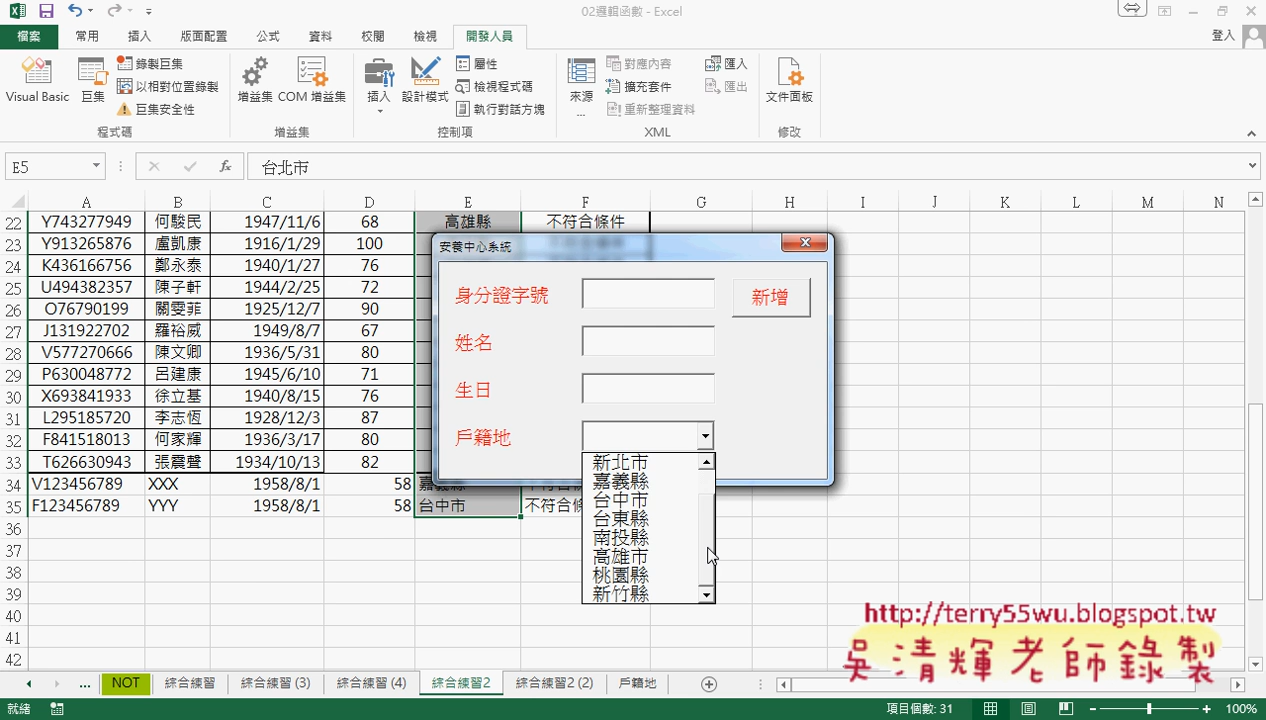 02邏輯函數 - Excel
檔案 常用 插入 版面配置 公式 資料 校閱 檢視 開發人員 登入
Visual Basic 巨集 錄製巨集 以相對位置錄製 巨集安全性 程式碼
增益集 COM 增益集 增益集
插入 設計模式 屬性 檢視程式碼 執行對話方塊 控制項
來源 ... 對應內容 擴充套件 重新整理資料 匯入 匯出 XML
文件面板 修改
E5 fx 台北市
A B C D E F G H I J K L M N
22 Y743277949 何駿民 1947/11/6 68 高雄縣 不符合條件
23 Y913265876 盧凱康 1916/1/29 100
24 K436166756 鄭永泰 1940/1/27 76
25 U494382357 陳子軒 1944/2/25 72
26 O76790199 關雯菲 1925/12/7 90
27 J131922702 羅裕威 1949/8/7 67
28 V577270666 陳文卿 1936/5/31 80
29 P630048772 呂建康 1945/6/10 71
30 X693841933 徐立基 1940/8/15 76
31 L295185720 李志恆 1928/12/3 87
32 F841518013 何家輝 1936/3/17 80
33 T626630943 張震聲 1934/10/13 82
34 V123456789 XXX 1958/8/1 58 嘉義縣
35 F123456789 YYY 1958/8/1 58 台中市 不符合條
36
37
38
39
40
41
42
安養中心系統
身分證字號 新增
姓名
生日
戶籍地
新北市
嘉義縣
台中市
台東縣
南投縣
高雄市
桃園縣
新竹縣
http://terry55wu.blogspot.tw
吳清輝老師錄製
... NOT 綜合練習 綜合練習 (3) 綜合練習 (4) 綜合練習2 綜合練習2 (2) 戶籍地
就緒 項目個數: 31 100%